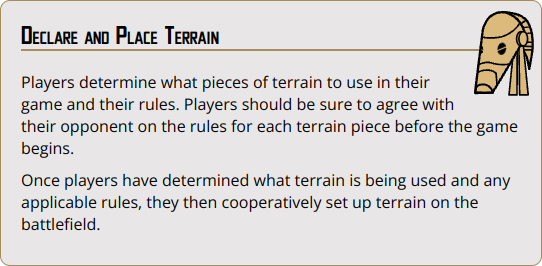 Declare and Place Terrain
Players determine what pieces of terrain to use in their
game and their rules. Players should be sure to agree with
their opponent on the rules for each terrain piece before the game
begins.
Once players have determined what terrain is being used and any
applicable rules, they then cooperatively set up terrain on the
battlefield.